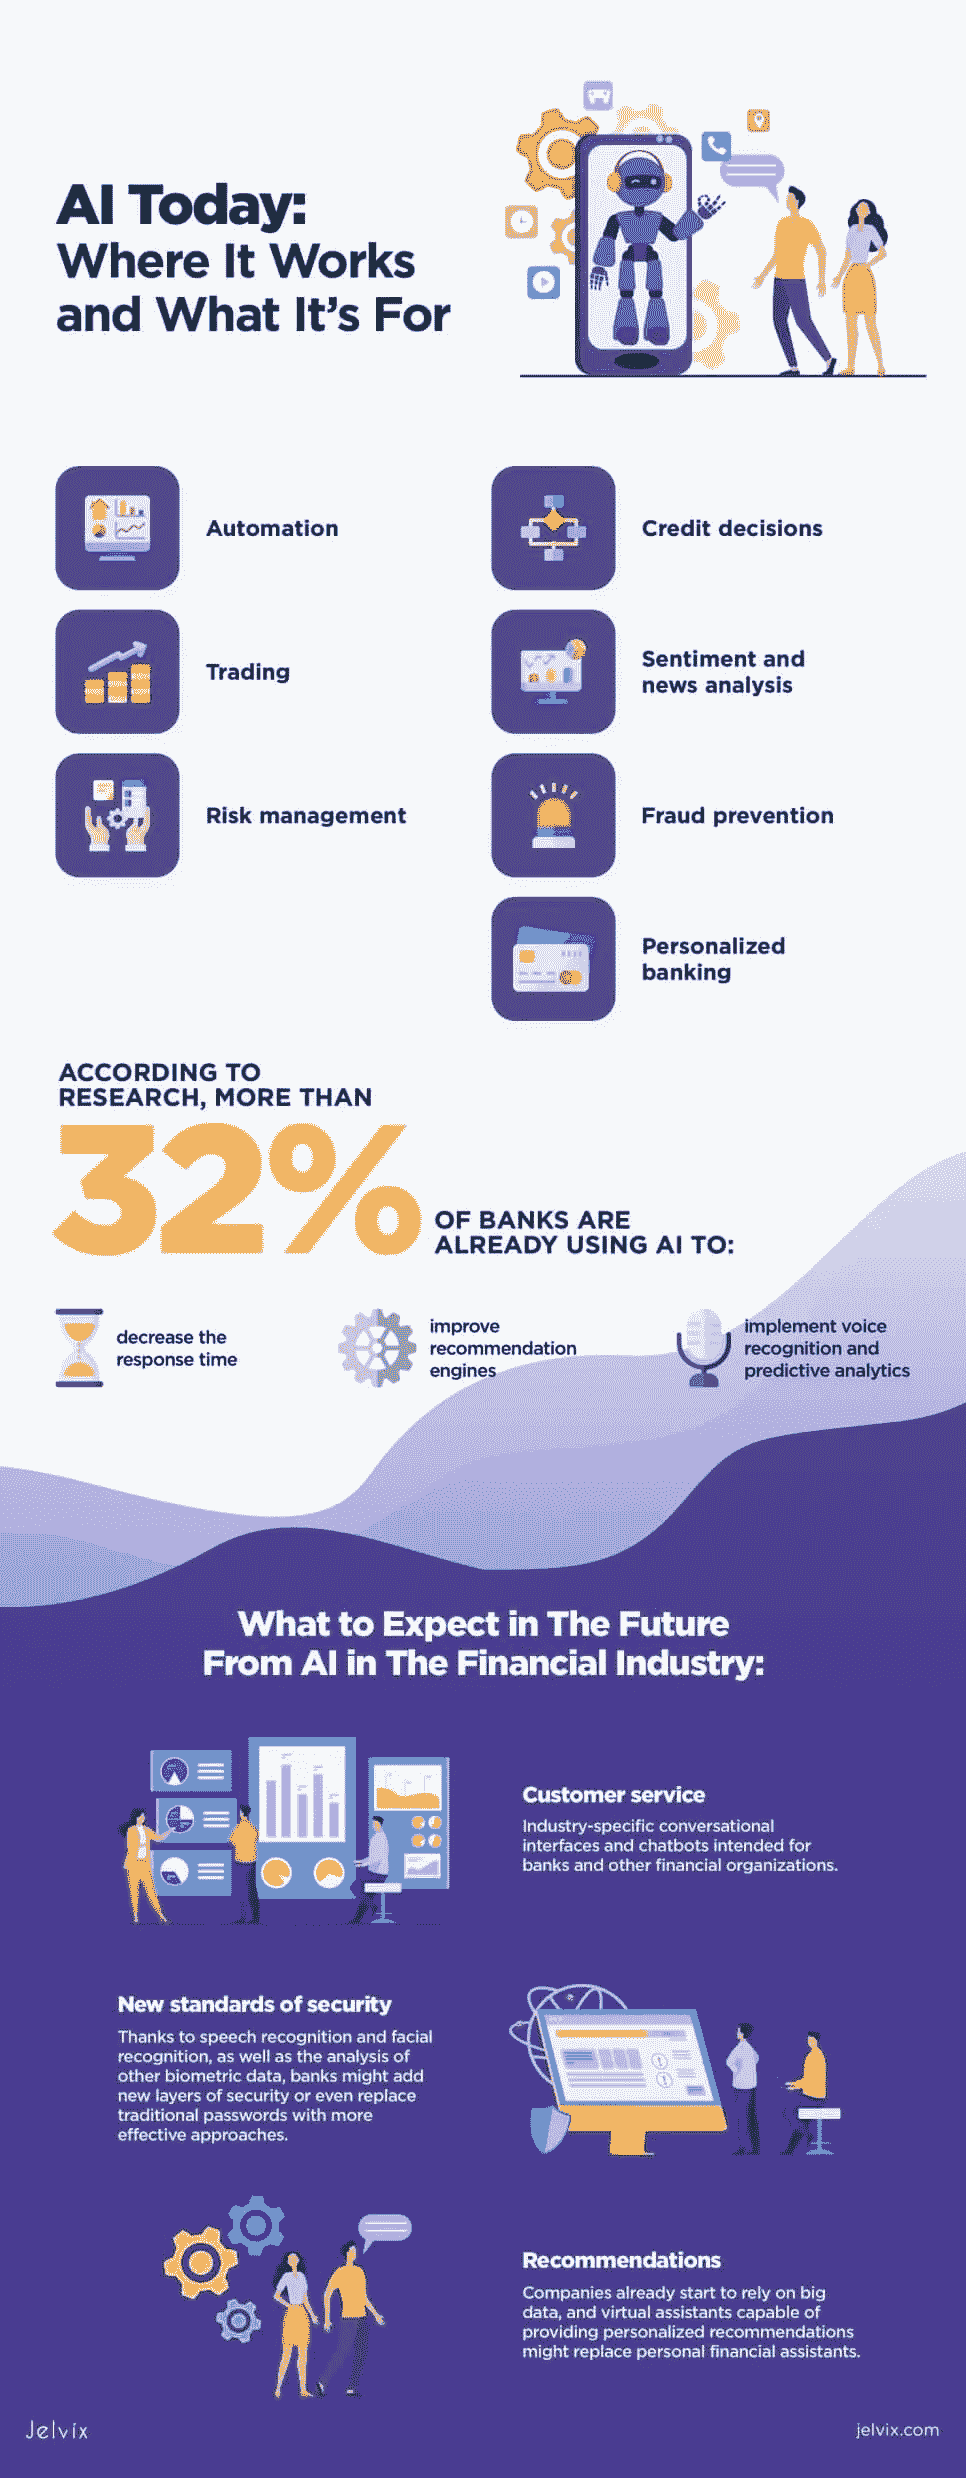 AI Today:
Where It Works
and What It's For
Automation
Credit decisions
Trading
Sentiment and
news analysis
Risk management
Fraud prevention
Personalized
banking
ACCORDING TO
RESEARCH, MORE THAN
32%
OF BANKS ARE
ALREADY USING AI TO:
decrease the
response time
improve
recommendation
engines
implement voice
recognition and
predictive analytics
What to Expect in The Future
From AI in The Financial Industry:
Customer service
Industry-specific conversational
interfaces and chatbots intended for
banks and other financial organizations.
New standards of security
Thanks to speech recognition and facial
recognition, as well as the analysis of
other biometric data, banks might add
new layers of security or even replace
traditional passwords with more
effective approaches.
Recommendations
Companies already start to rely on big
data, and virtual assistants capable of
providing personalized recommendations
might replace personal financial assistants.
Jelvix
jelvix.com